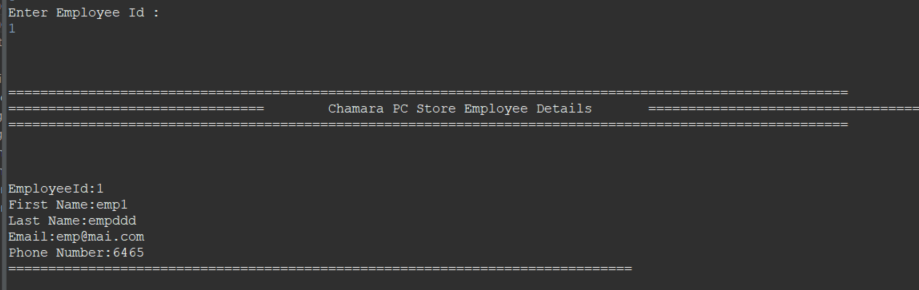 Enter Employee Id :
1
=========================================================================================================
================================        Chamara PC Store Employee Details       ==================================
=========================================================================================================
EmployeeId:1
First Name:emp1
Last Name:empddd
Email:emp@mai.com
Phone Number:6465
==============================================================================